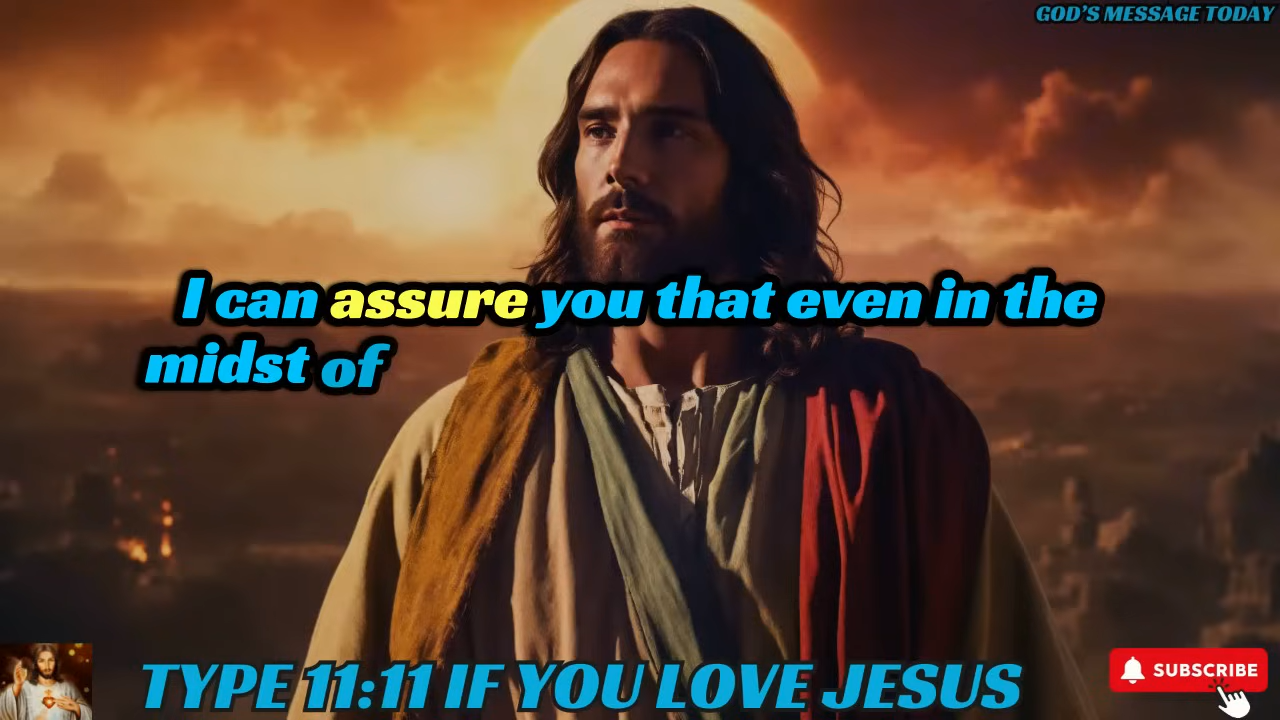 GOD'S MESSAGE TODAY
I can assure you that even in the
midst of
TYPE 11:11 IF YOU LOVE JESUS
SUBSCRIBE